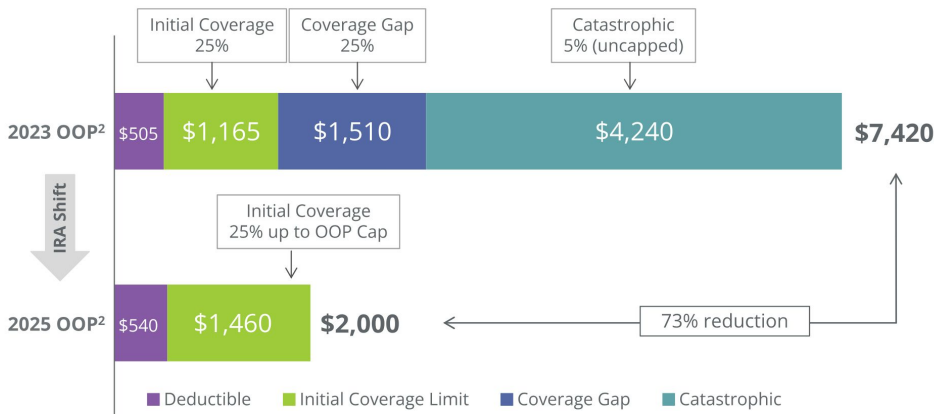 Initial Coverage
25%
Coverage Gap
25%
Catastrophic
5% (uncapped)
2023 OOP²
$505
$1,165
$1,510
$4,240
$7,420
IRA Shift
Initial Coverage
25% up to OOP Cap
2025 OOP²
$540
$1,460
$2,000
73% reduction
Deductible
Initial Coverage Limit
Coverage Gap
Catastrophic